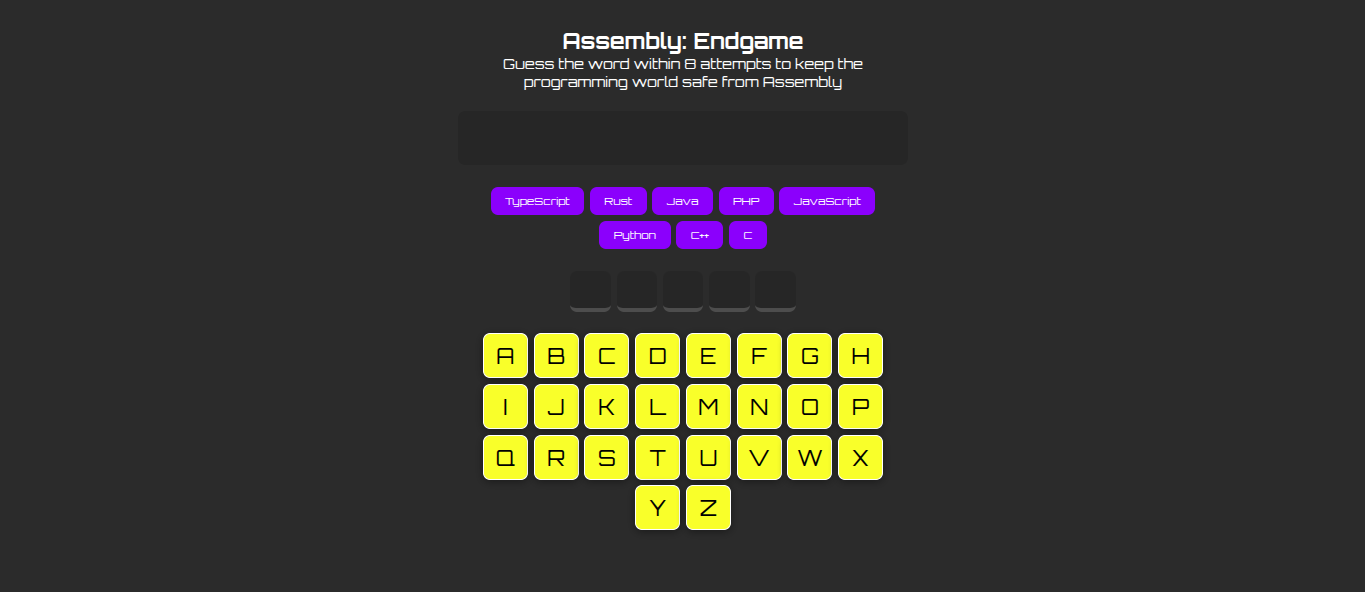 Assembly: Endgame
Guess the word within 8 attempts to keep the
programming world safe from Assembly
TypeScript Rust Java PHP JavaScript
Python C++ C
A B C D E F G H
I J K L M N O P
Q R S T U V W X
Y Z